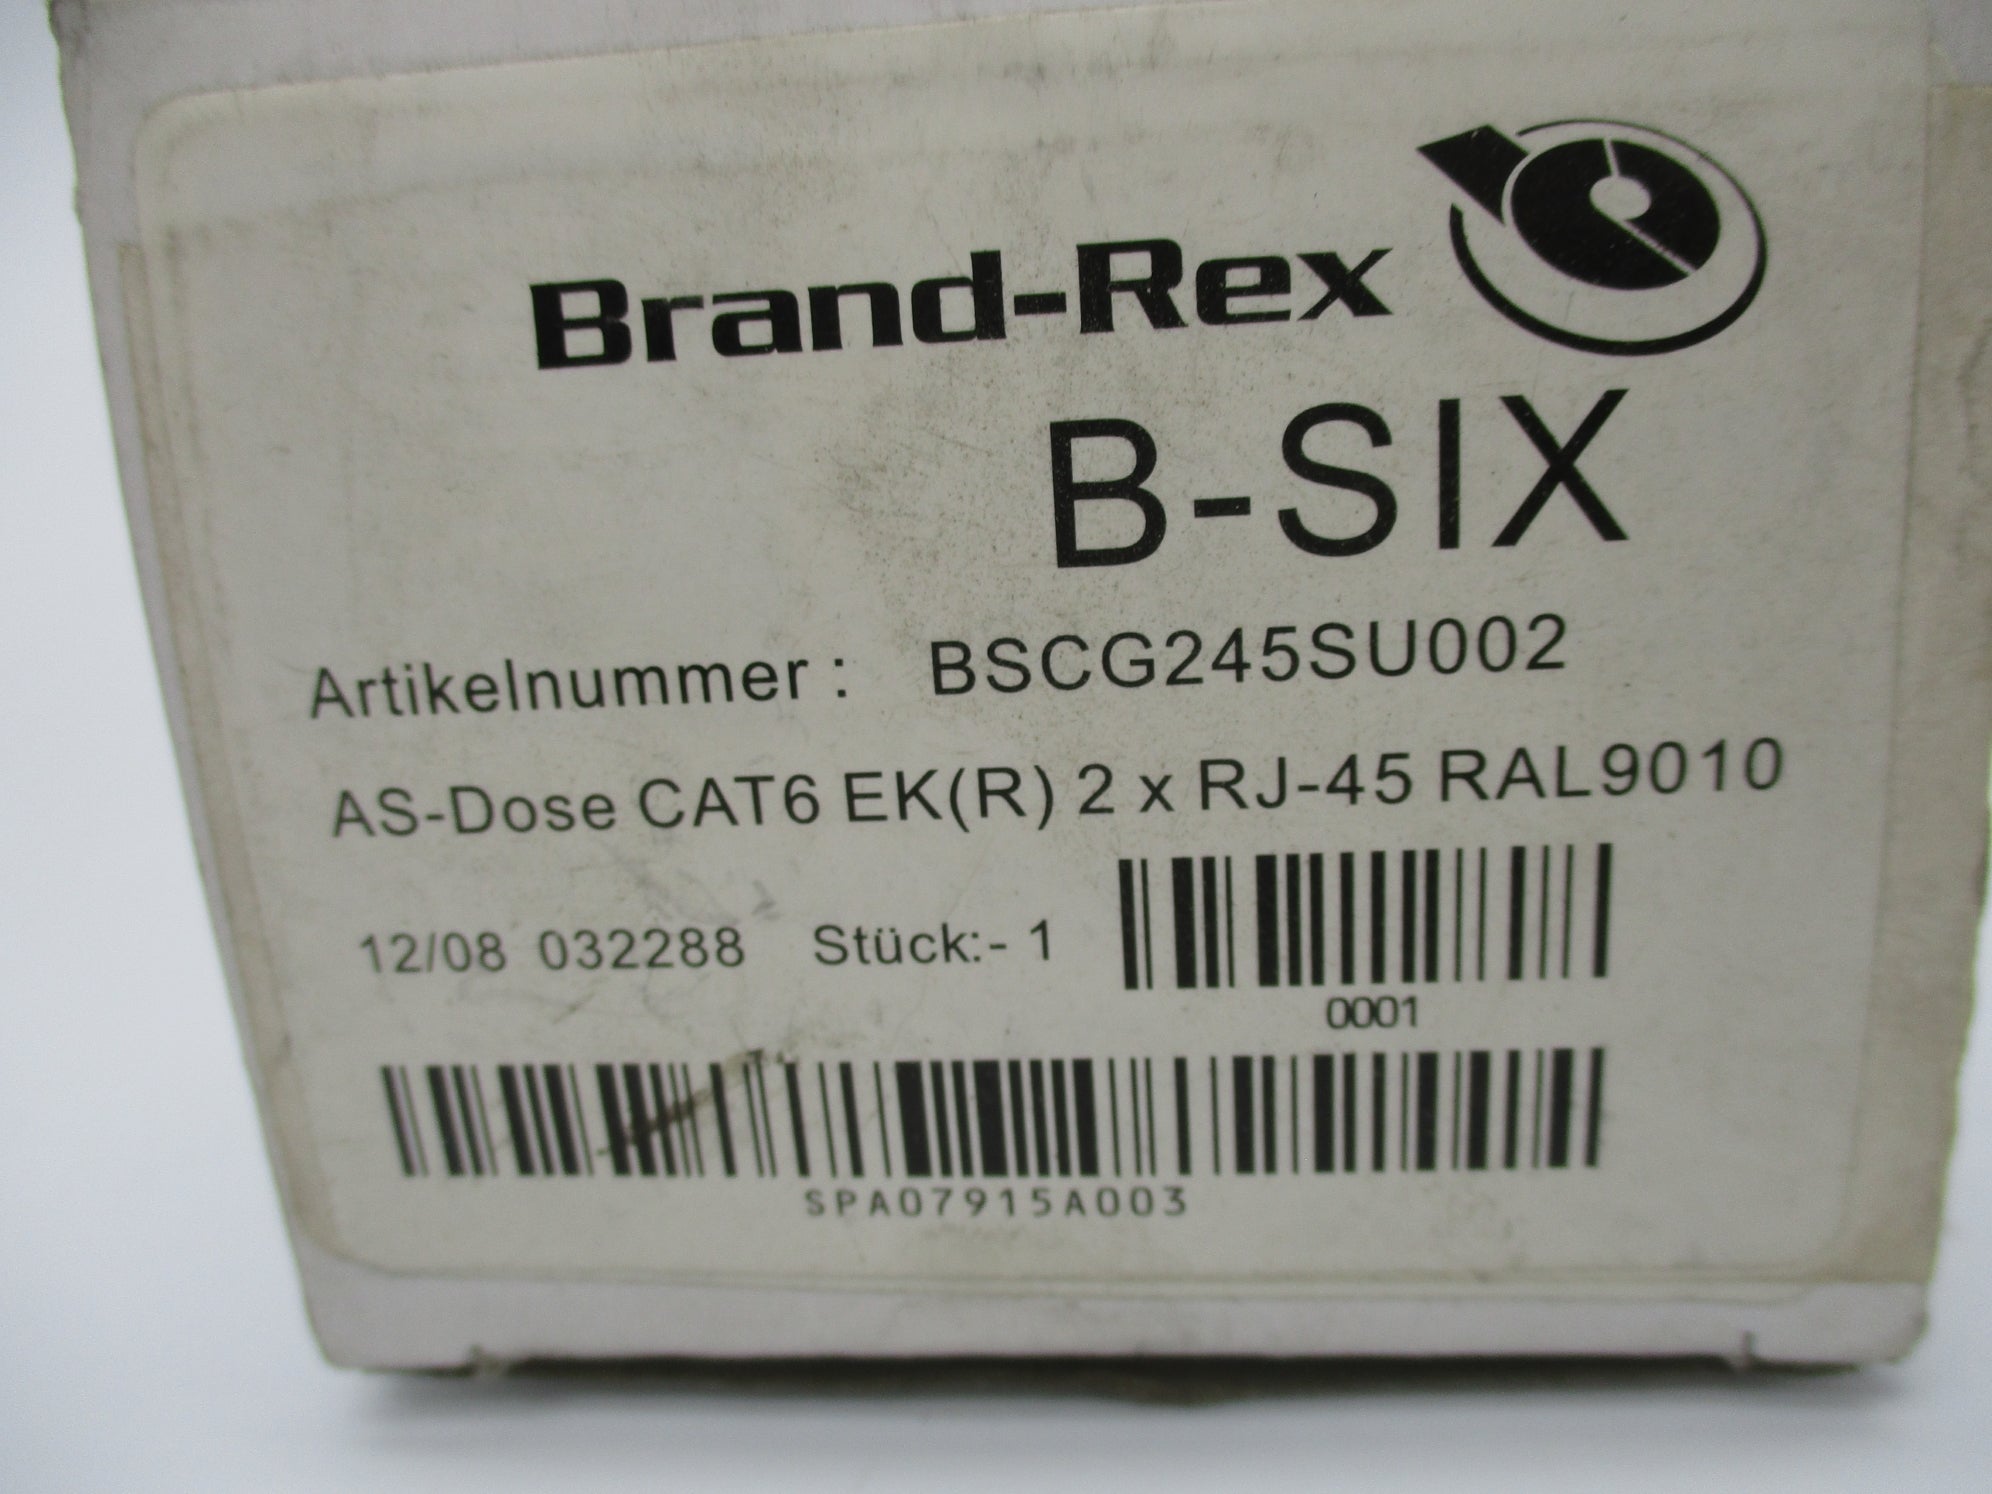 Brand-Rex
B-SIX
Artikelnummer : BSCG245SU002
AS-Dose CAT6 EK(R) 2 x RJ-45 RAL9010
12/08 032288 Stück:- 1
0001
SPA07915A003